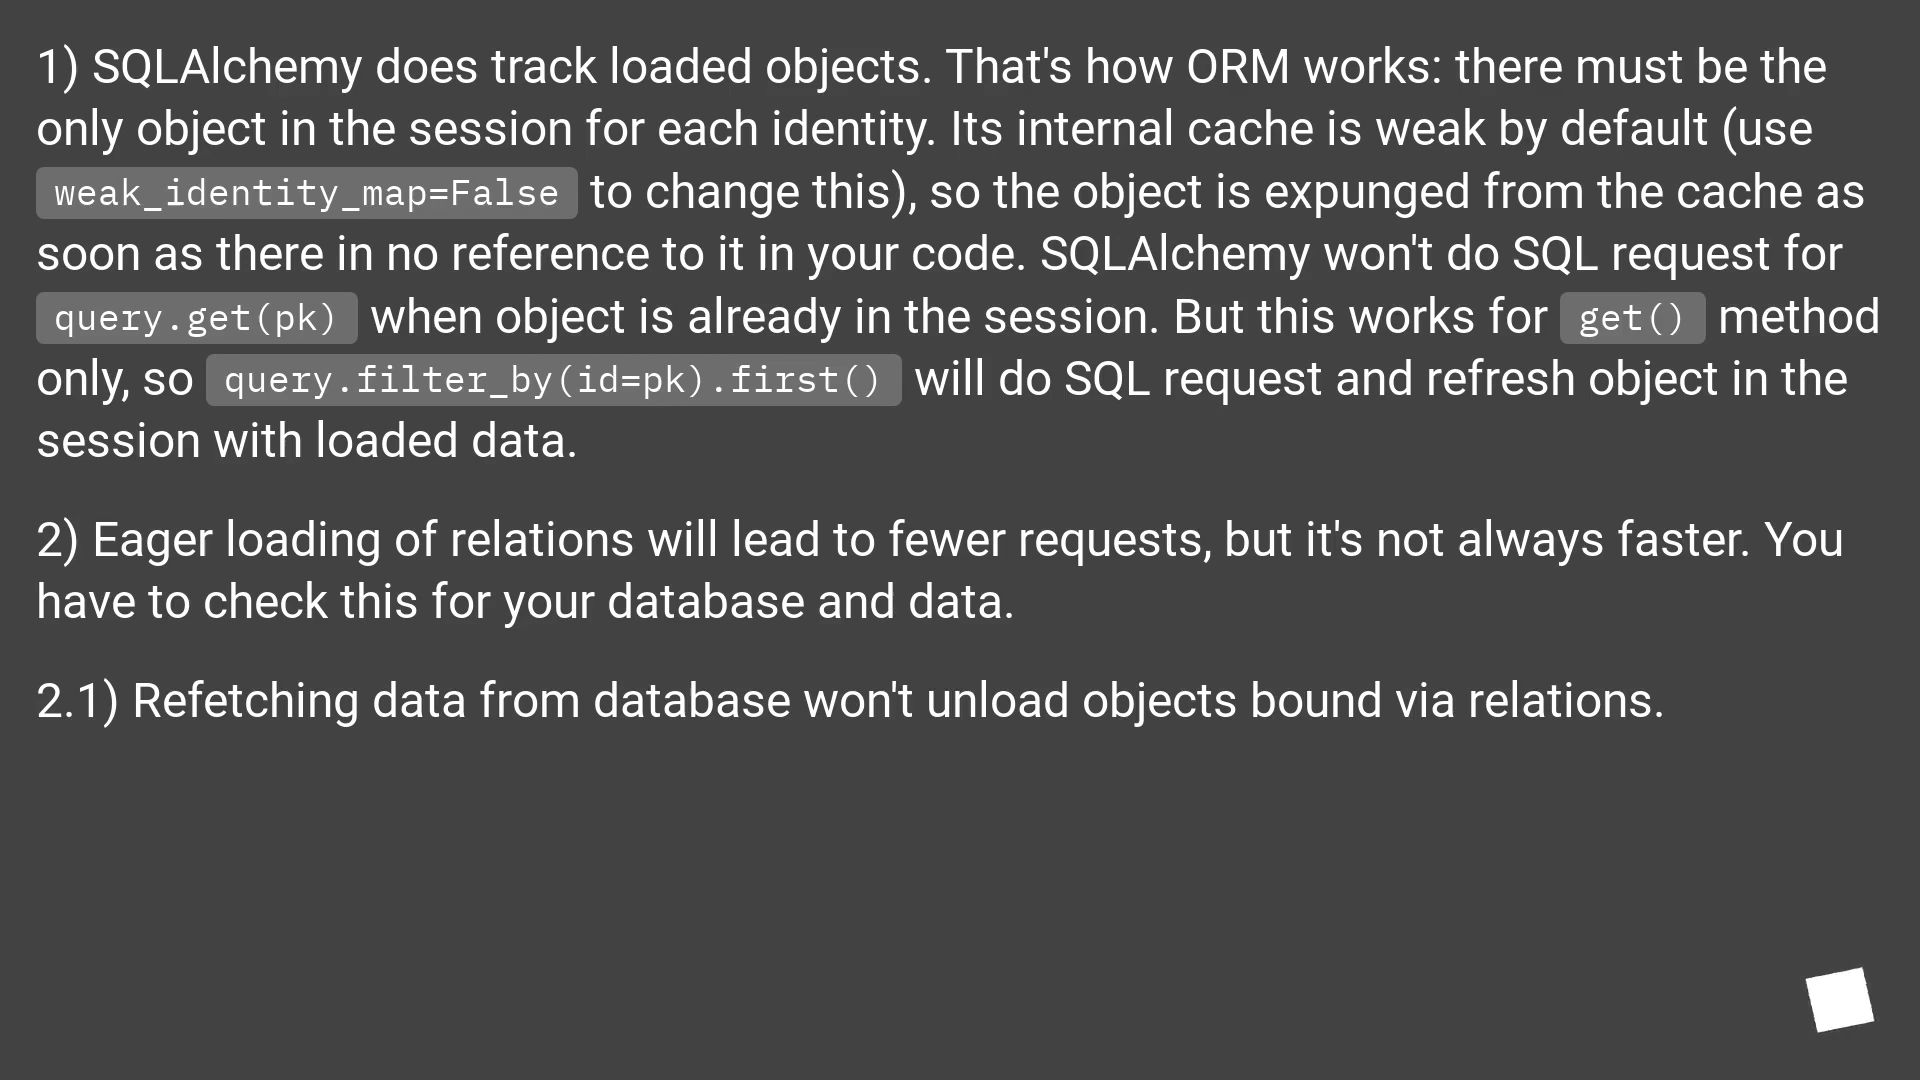 1) SQLAlchemy does track loaded objects. That's how ORM works: there must be the
only object in the session for each identity. Its internal cache is weak by default (use
weak_identity_map=False to change this), so the object is expunged from the cache as
soon as there in no reference to it in your code. SQLAlchemy won't do SQL request for
query.get(pk) when object is already in the session. But this works for get() method
only, so query.filter_by(id=pk).first() will do SQL request and refresh object in the
session with loaded data.
2) Eager loading of relations will lead to fewer requests, but it's not always faster. You
have to check this for your database and data.
2.1) Refetching data from database won't unload objects bound via relations.